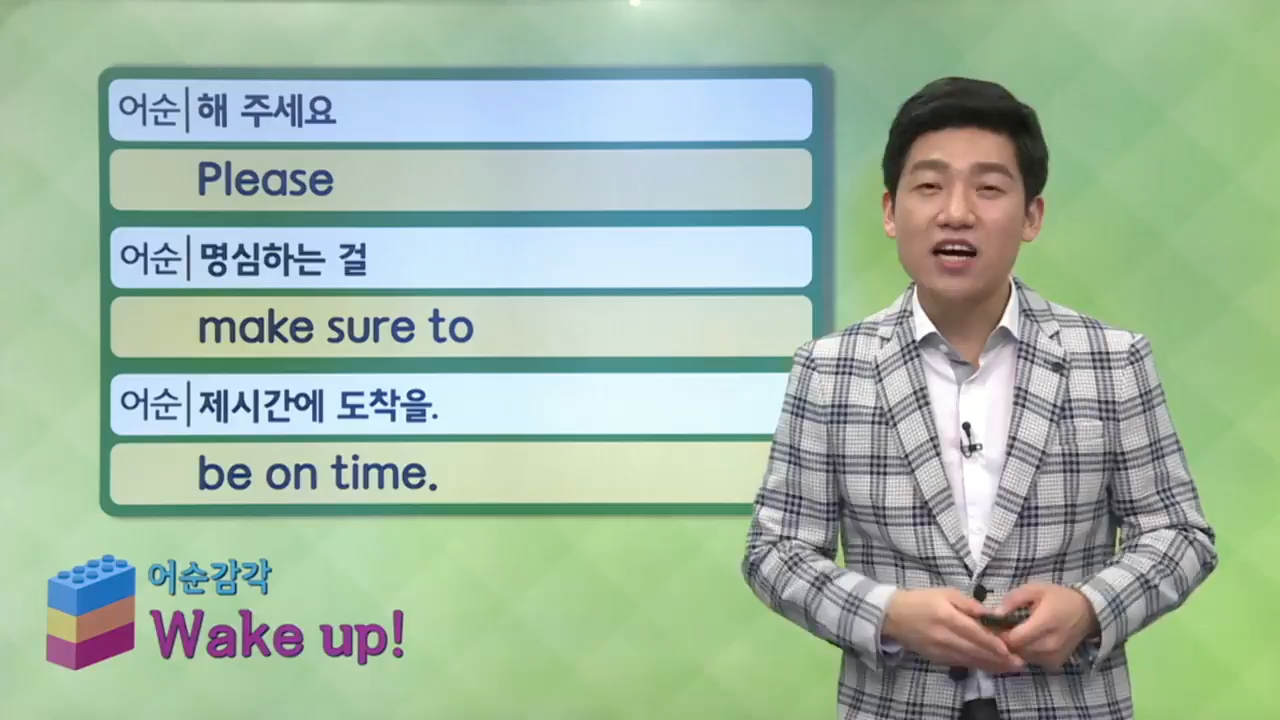 어순 해 주세요
Please
어순 명심하는 걸
make sure to
어순 제시간에 도착을.
be on time.
어순감각
Wake up!